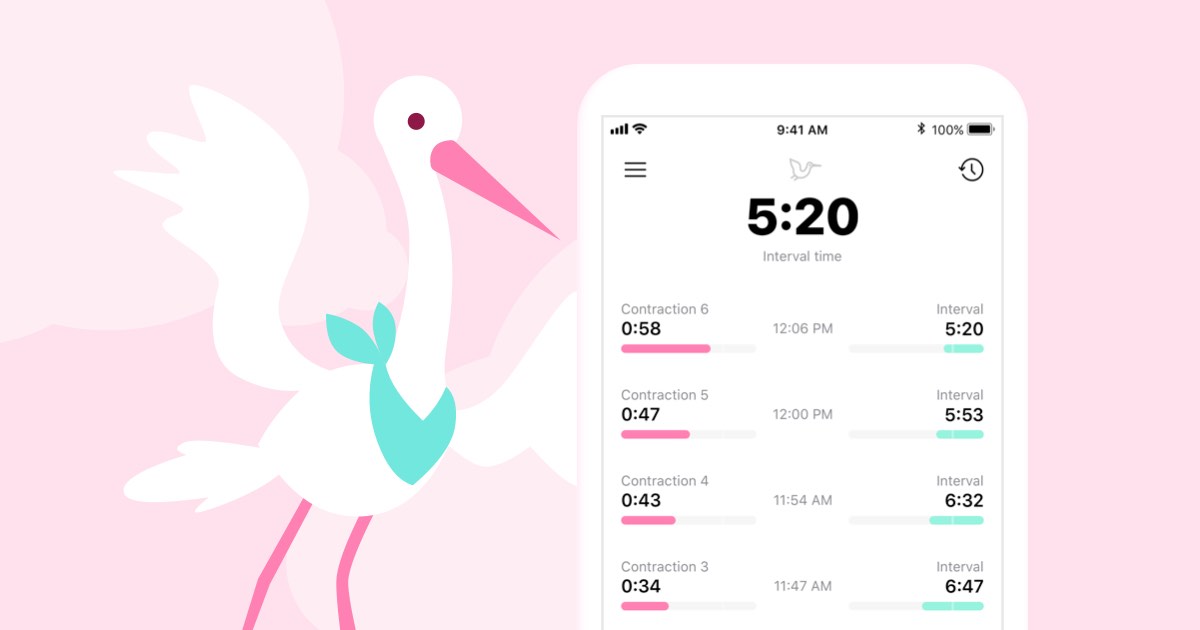 9:41 AM 100%
5:20
Interval time
Contraction 6 Interval
0:58 12:06 PM 5:20
Contraction 5 Interval
0:47 12:00 PM 5:53
Contraction 4 Interval
0:43 11:54 AM 6:32
Contraction 3 Interval
0:34 11:47 AM 6:47